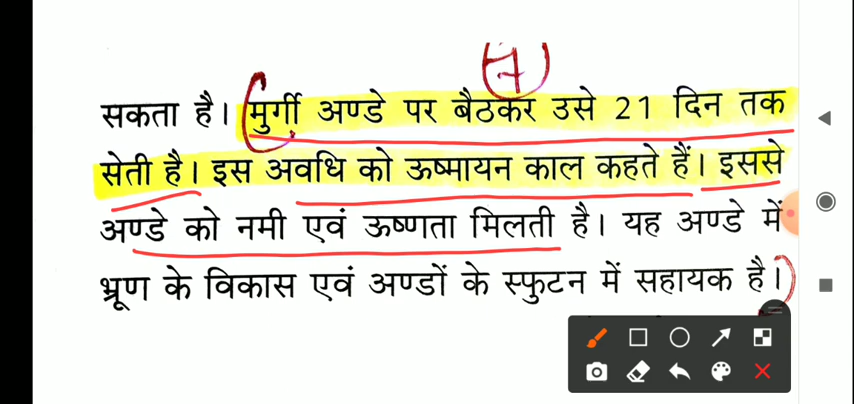 सकता है। मुर्गी अण्डे पर बैठकर उसे 21 दिन तक
सेती है। इस अवधि को ऊष्मायन काल कहते हैं। इससे
अण्डे को नमी एवं ऊष्णता मिलती है। यह अण्डे में
भ्रूण के विकास एवं अण्डों के स्फुटन में सहायक है।